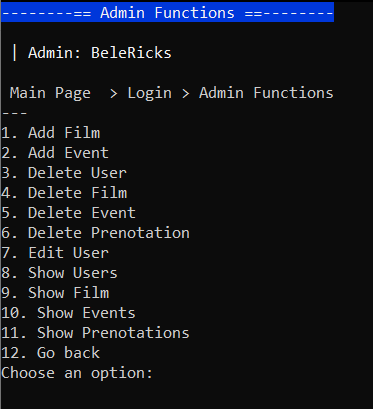 --------== Admin Functions ==--------
| Admin: BeleRicks
Main Page  > Login > Admin Functions
---
1. Add Film
2. Add Event
3. Delete User
4. Delete Film
5. Delete Event
6. Delete Prenotation
7. Edit User
8. Show Users
9. Show Film
10. Show Events
11. Show Prenotations
12. Go back
Choose an option: